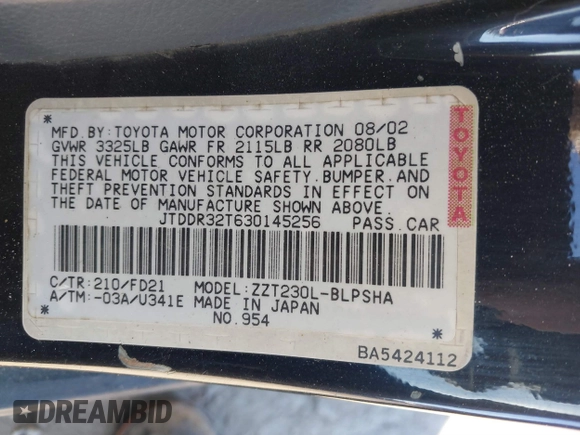 MFD.BY:TOYOTA MOTOR CORPORATION 08/02
GVWR 3325LB GAWR FR 2115LB RR 2080LB
THIS VEHICLE CONFORMS TO ALL APPLICABLE
FEDERAL MOTOR VEHICLE SAFETY.BUMPER.AND
THEFT PREVENTION STANDARDS IN EFFECT ON
THE DATE OF MANUFACTURE SHOWN ABOVE.
*JTDDR32T630145256* PASS.CAR
C/TR:210/FD21 MODEL:ZZT230L-BLPSHA
A/TM:-03A/U341E MADE IN JAPAN
NO.954
BA5424112
TOYOTA
DREAMBID